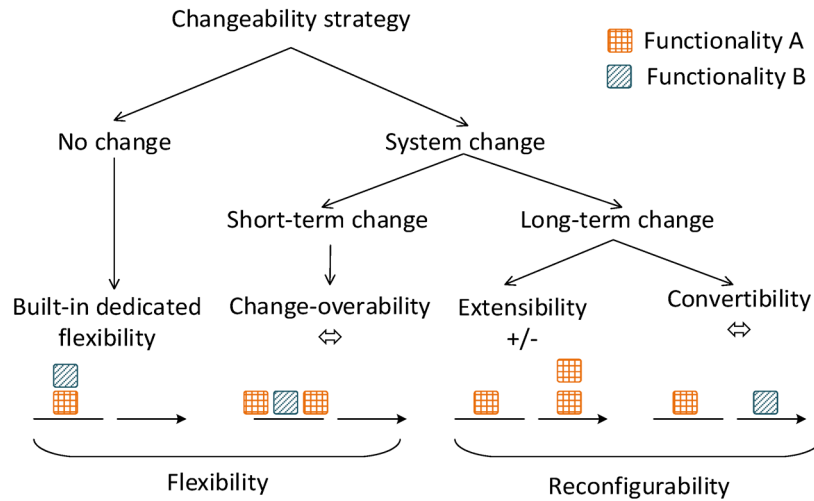 Changeability strategy
Functionality A
Functionality B
No change
System change
Short-term change
Long-term change
Built-in dedicated
flexibility
Change-overability
⬄
Extensibility
+/-
Convertibility
⬄
Flexibility
Reconfigurability